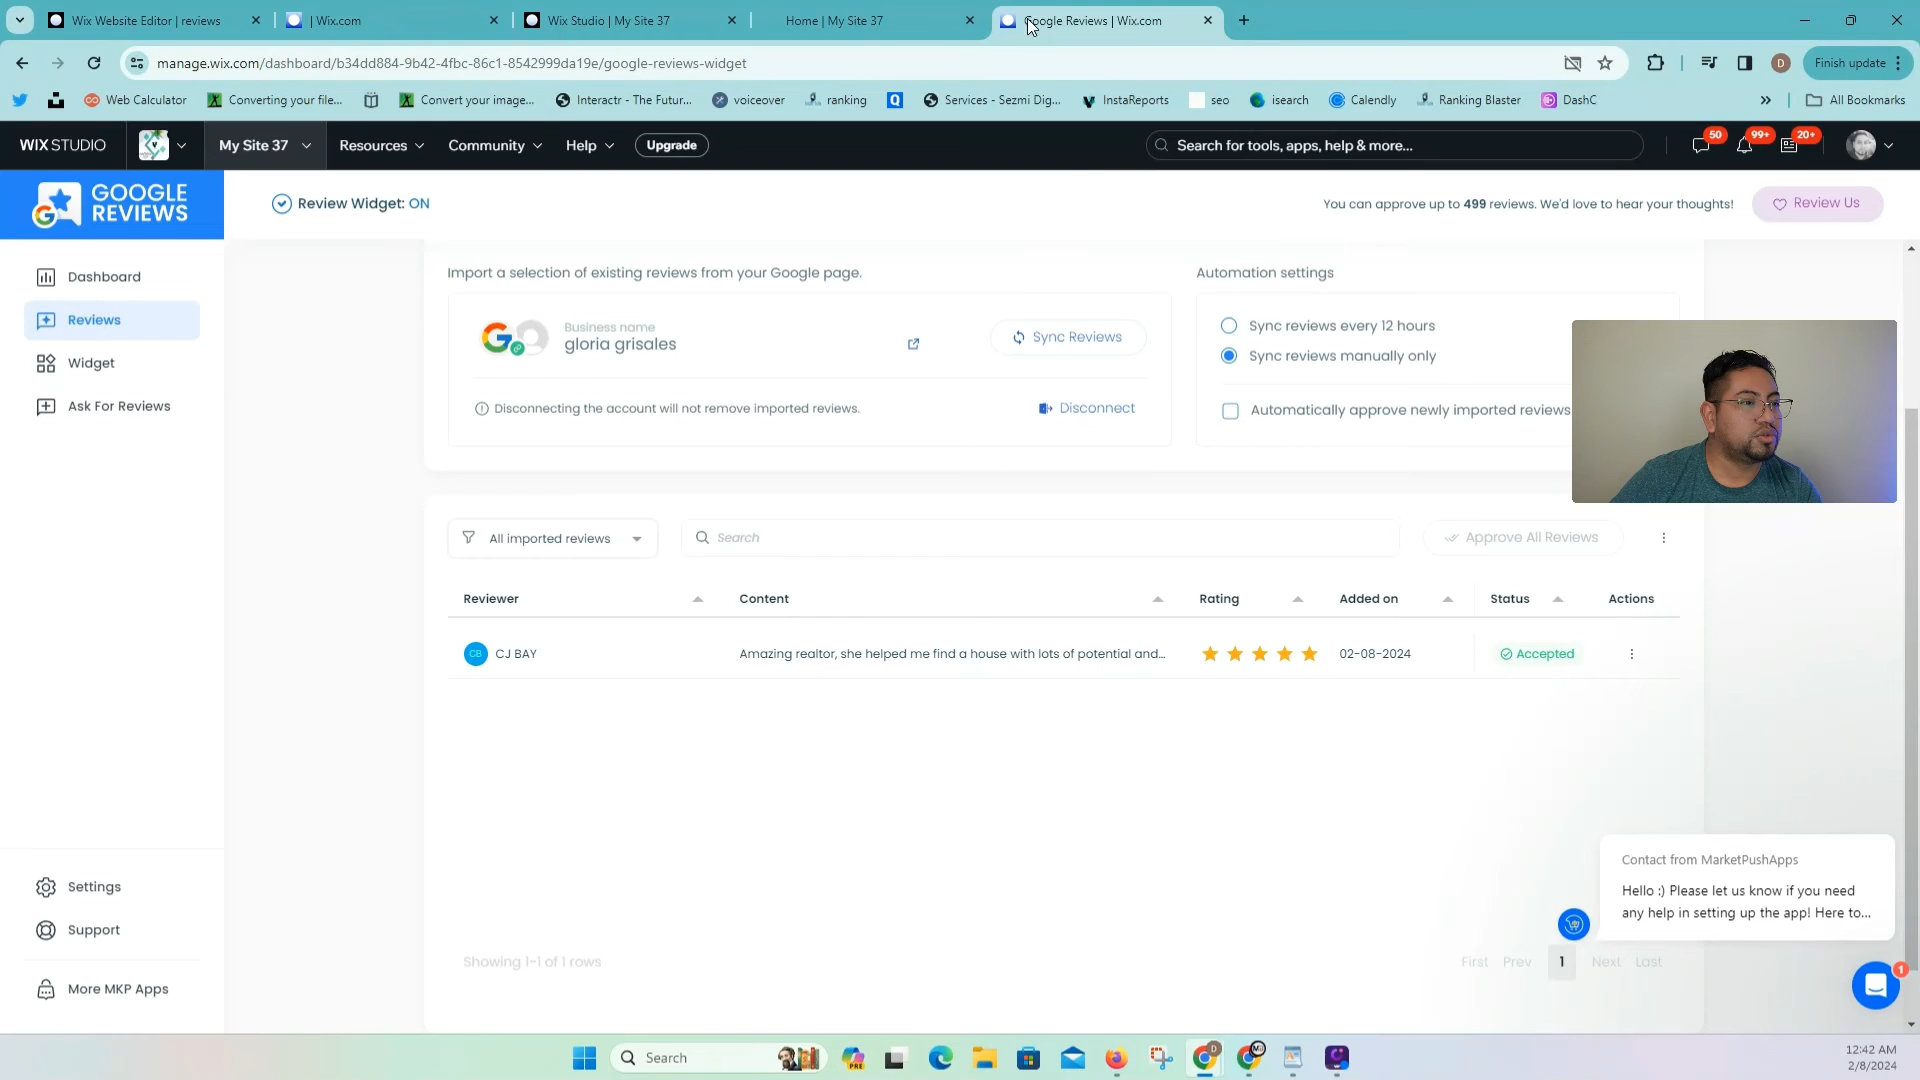 Wix Website Editor | reviews
| Wix.com
Wix Studio | My Site 37
Home | My Site 37
Google Reviews | Wix.com
manage.wix.com/dashboard/b34dd884-9b42-4fbc-86c1-8542999da19e/google-reviews-widget
D
Finish update
Web Calculator
Converting your file...
Convert your image...
Interactr - The Futur...
voiceover
ranking
Services - Sezmi Dig...
InstaReports
seo
isearch
Calendly
Ranking Blaster
DashC
All Bookmarks
WIX STUDIO
My Site 37
Resources
Community
Help
Upgrade
Search for tools, apps, help & more...
50
99+
20+
GOOGLE
REVIEWS
Review Widget: ON
You can approve up to 499 reviews. We'd love to hear your thoughts!
Review Us
Dashboard
Reviews
Widget
Ask For Reviews
Settings
Support
More MKP Apps
Import a selection of existing reviews from your Google page.
Business name
gloria grisales
Sync Reviews
Disconnecting the account will not remove imported reviews.
Disconnect
Automation settings
Sync reviews every 12 hours
Sync reviews manually only
Automatically approve newly imported reviews
All imported reviews
Search
Approve All Reviews
Reviewer
Content
Rating
Added on
Status
Actions
CB
CJ BAY
Amazing realtor, she helped me find a house with lots of potential and...
02-08-2024
Accepted
Showing 1-1 of 1 rows
First
Prev
1
Next
Last
Contact from MarketPushApps
Hello :) Please let us know if you need
any help in setting up the app! Here to...
1
Search
PRE
D
12:42 AM
2/8/2024